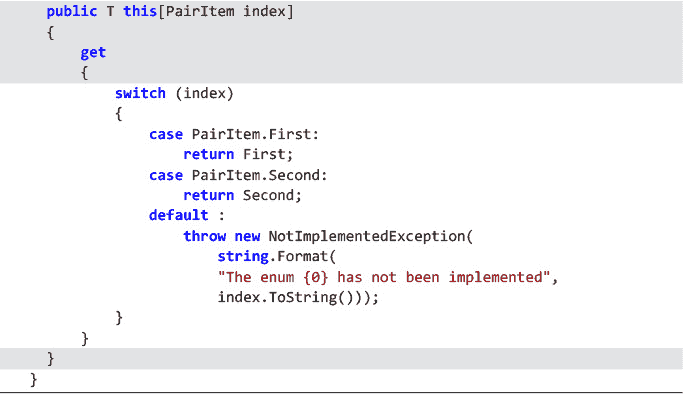 public T this[PairItem index]
{
get
{
switch (index)
{
case PairItem.First:
return First;
case PairItem.Second:
return Second;
default :
throw new NotImplementedException(
string.Format(
"The enum {0} has not been implemented",
index.ToString()));
}
}
}
}